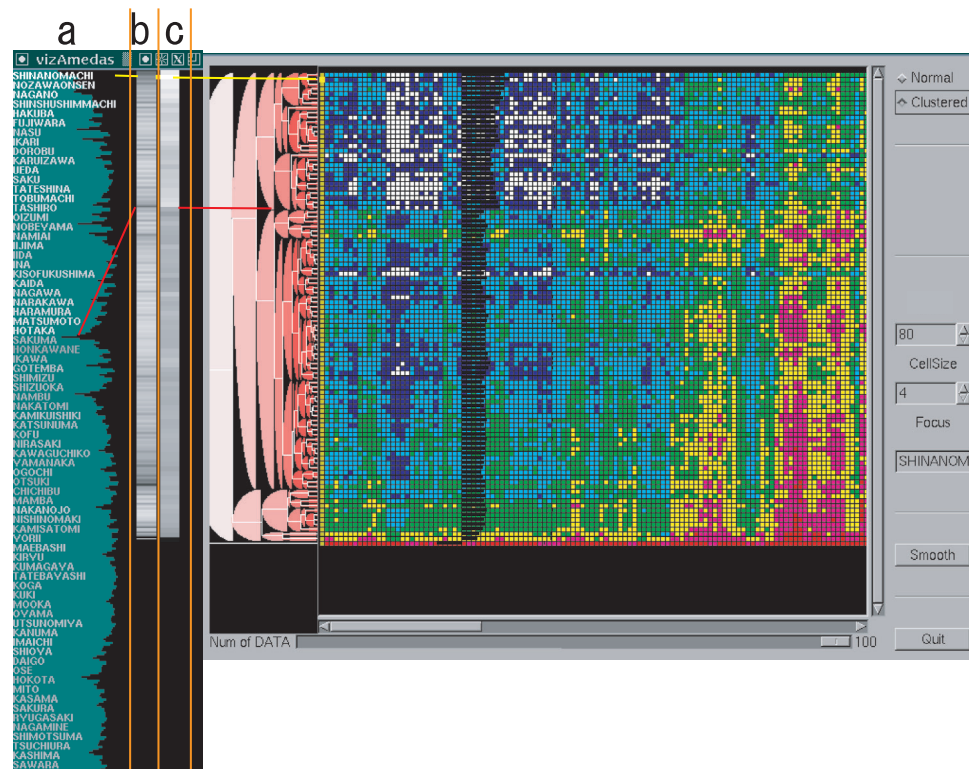 a b c
vizAmedas
SHINANOMACHI
NOZAWAONSEN
NAGANO
SHINSHUSHIMMACHI
HAKUBA
FUJIWARA
NASU
IKARI
DOROBU
KARUIZAWA
UEDA
SAKU
TATESHINA
TOBUMACHI
TASHIRO
OIZUMI
NOBEYAMA
NAMIAI
IIJIMA
IIDA
INA
KISOFUKUSHIMA
KAIDA
NAGAWA
NARAKAWA
HARAMURA
MATSUMOTO
HOTAKA
SAKUMA
HONKAWANE
IKAWA
GOTEMBA
SHIMIZU
SHIZUOKA
NAMBU
NAKATOMI
KAMIKUISHIKI
KATSUNUMA
KOFU
NIRASAKI
KAWAGUCHIKO
YAMANAKA
OGOCHI
OTSUKI
CHICHIBU
MAMBA
NAKANOJO
NISHINOMAKI
KAMISATOMI
YORII
MAEBASHI
KIRYU
KUMAGAYA
TATEBAYASHI
KOGA
KUKI
MOOKA
OYAMA
UTSUNOMIYA
KANUMA
IMAICHI
SHIOYA
DAIGO
OSE
HOKOTA
MITO
KASAMA
SAKURA
RYUGASAKI
NAGAMINE
SHIMOTSUMA
TSUCHIURA
KASHIMA
SAWARA
Num of DATA 100
Normal
Clustered
80
CellSize
4
Focus
SHINANOM
Smooth
Quit